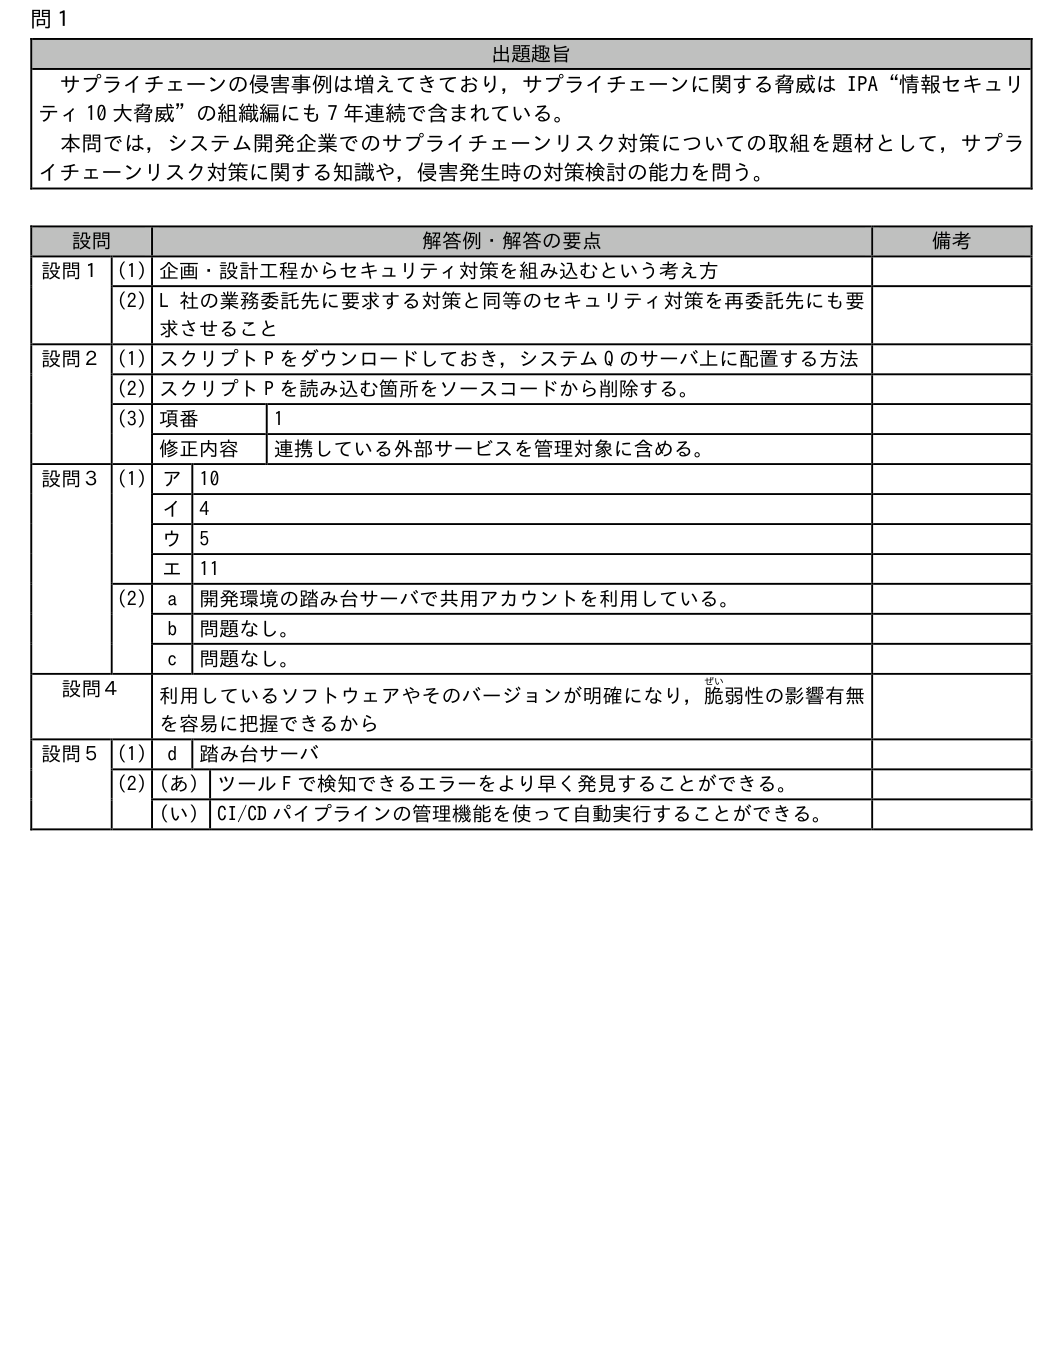 問1
出題趣旨
サプライチェーンの侵害事例は増えてきており，サプライチェーンに関する脅威は IPA“情報セキュリ
ティ 10 大脅威”の組織編にも 7 年連続で含まれている。
本問では，システム開発企業でのサプライチェーンリスク対策についての取組を題材として，サプラ
イチェーンリスク対策に関する知識や，侵害発生時の対策検討の能力を問う。
設問 解答例・解答の要点 備考
設問1 (1) 企画・設計工程からセキュリティ対策を組み込むという考え方
(2) L 社の業務委託先に要求する対策と同等のセキュリティ対策を再委託先にも要
求させること
設問2 (1) スクリプト P をダウンロードしておき，システム Q のサーバ上に配置する方法
(2) スクリプト P を読み込む箇所をソースコードから削除する。
(3) 項番 1
修正内容 連携している外部サービスを管理対象に含める。
設問3 (1) ア 10
イ 4
ウ 5
エ 11
(2) a 開発環境の踏み台サーバで共用アカウントを利用している。
b 問題なし。
c 問題なし。
ぜい
設問4 利用しているソフトウェアやそのバージョンが明確になり，脆弱性の影響有無
を容易に把握できるから
設問5 (1) d 踏み台サーバ
(2) （あ） ツール F で検知できるエラーをより早く発見することができる。
（い） CI/CD パイプラインの管理機能を使って自動実行することができる。